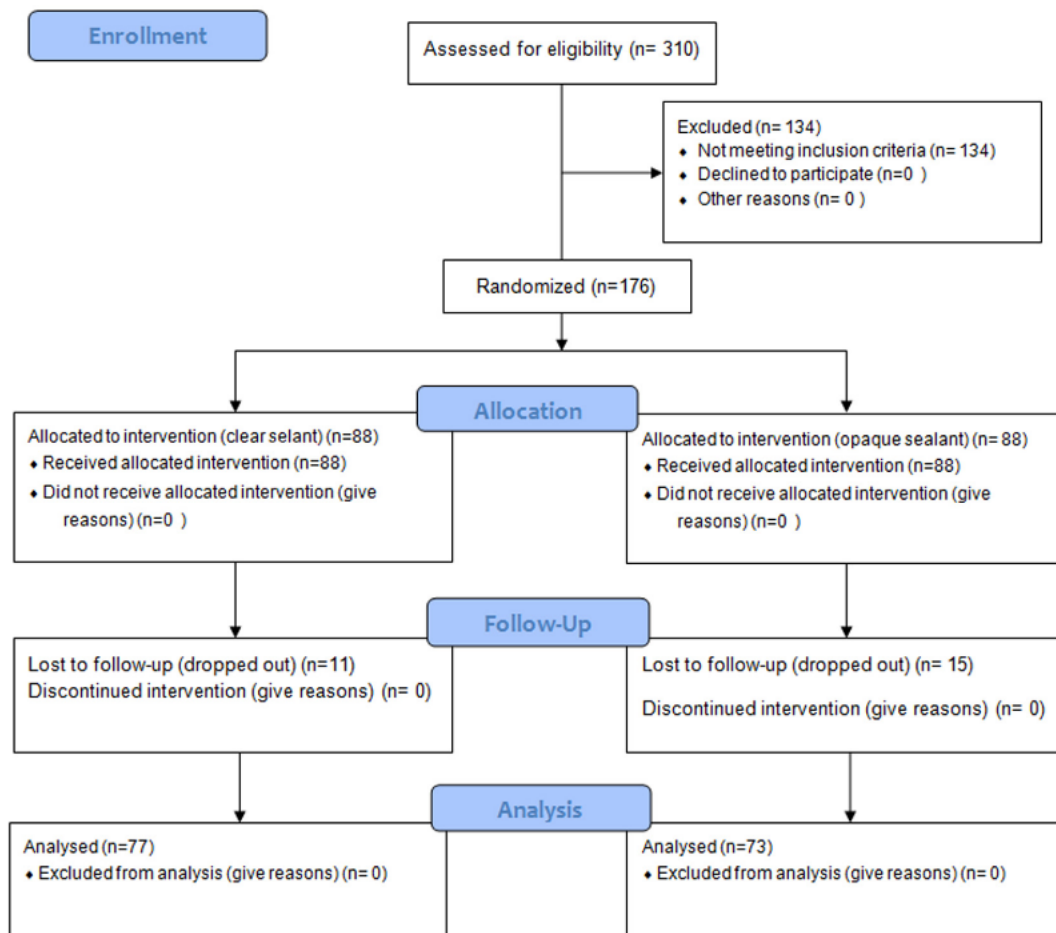 Enrollment
Assessed for eligibility (n= 310)
Excluded (n= 134)
⬧ Not meeting inclusion criteria (n= 134)
⬧ Declined to participate (n=0 )
⬧ Other reasons (n= 0 )
Randomized (n=176)
Allocation
Allocated to intervention (clear selant) (n=88)
⬧ Received allocated intervention (n=88)
⬧ Did not receive allocated intervention (give
reasons) (n=0 )
Allocated to intervention (opaque sealant) (n= 88)
⬧ Received allocated intervention (n=88)
⬧ Did not receive allocated intervention (give
reasons) (n=0 )
Follow-Up
Lost to follow-up (dropped out) (n=11)
Discontinued intervention (give reasons) (n= 0)
Lost to follow-up (dropped out) (n= 15)
Discontinued intervention (give reasons) (n= 0)
Analysis
Analysed (n=77)
⬧ Excluded from analysis (give reasons) (n= 0)
Analysed (n=73)
⬧ Excluded from analysis (give reasons) (n= 0)